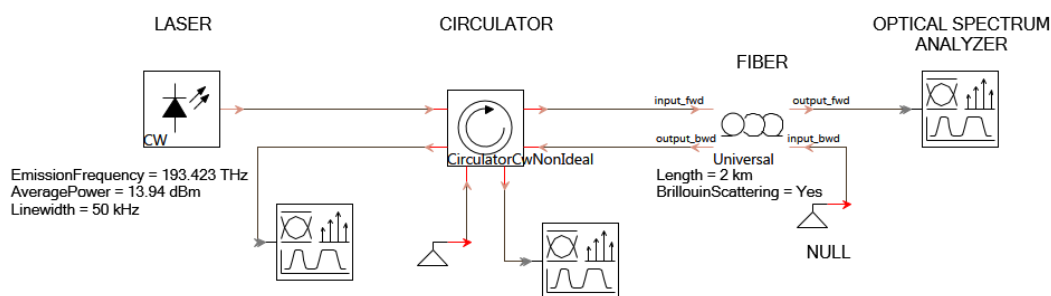 LASER
CIRCULATOR
OPTICAL SPECTRUM
ANALYZER
FIBER
input_fwd
output_fwd
CW
output_bwd
input_bwd
CirculatorCwNonIdeal
Universal
EmissionFrequency = 193.423 THz
AveragePower = 13.94 dBm
Linewidth = 50 kHz
Length = 2 km
BrillouinScattering = Yes
NULL